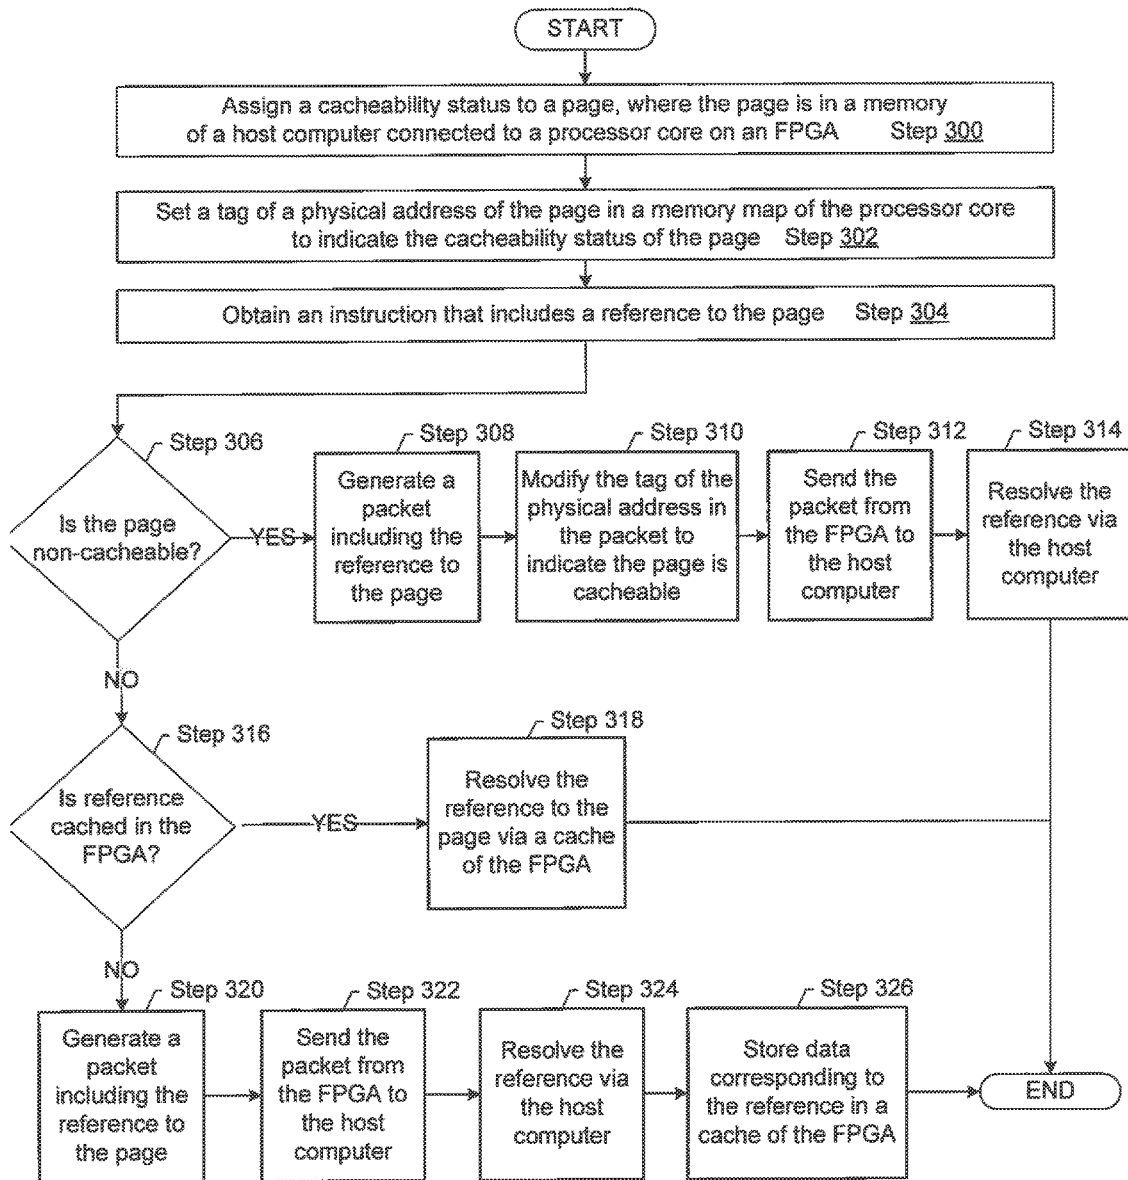 START
Assign a cacheability status to a page, where the page is in a memory
of a host computer connected to a processor core on an FPGA Step 300
Set a tag of a physical address of the page in a memory map of the processor core
to indicate the cacheability status of the page Step 302
Obtain an instruction that includes a reference to the page Step 304
Step 306
Is the page
non-cacheable?
YES
Step 308
Generate a
packet
including the
reference to
the page
Step 310
Modify the tag of the
physical address in
the packet to
indicate the page is
cacheable
Step 312
Send the
packet from
the FPGA to
the host
computer
Step 314
Resolve the
reference via
the host
computer
NO
Step 316
Is reference
cached in the
FPGA?
YES
Step 318
Resolve the
reference to the
page via a cache
of the FPGA
NO
Step 320
Generate a
packet
including the
reference to
the page
Step 322
Send the
packet from
the FPGA to
the host
computer
Step 324
Resolve the
reference via
the host
computer
Step 326
Store data
corresponding to
the reference in a
cache of the FPGA
END